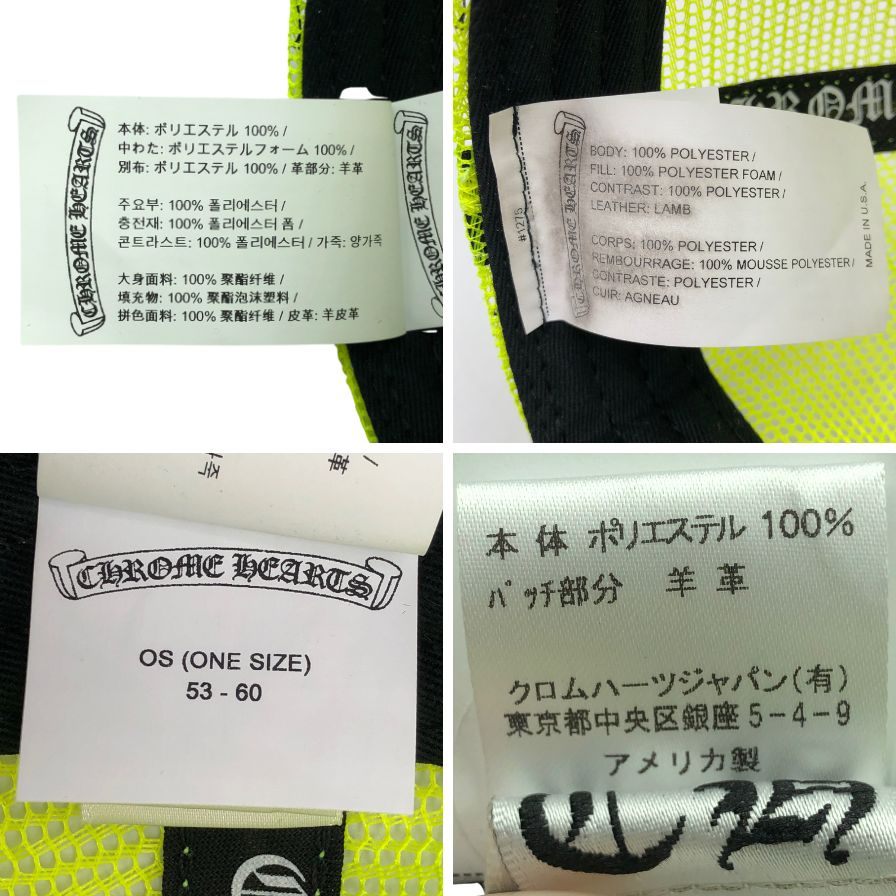 CHROME HEARTS
本体: ポリエステル 100% /
中わた: ポリエステルフォーム 100% /
別布: ポリエステル 100% / 革部分: 羊革
주요부: 100% 폴리에스터 /
충전재: 100% 폴리에스터 폼 /
콘트라스트: 100% 폴리에스터 / 가죽: 양가죽
大身面料: 100% 聚酯纤维 /
填充物: 100% 聚酯泡沫塑料 /
拼色面料: 100% 聚酯纤维 / 皮革: 羊皮革
#1275
CHROME HEARTS
BODY: 100% POLYESTER /
FILL: 100% POLYESTER FOAM /
CONTRAST: 100% POLYESTER /
LEATHER: LAMB
CORPS: 100% POLYESTER /
REMBOURRAGE: 100% MOUSSE POLYESTER /
CONTRASTE: POLYESTER /
CUIR: AGNEAU
MADE IN U.S.A.
CHROME HEARTS
OS (ONE SIZE)
53 - 60
本体 ポリエステル 100%
パッチ部分 羊革
クロムハーツジャパン(有)
東京都中央区銀座5-4-9
アメリカ製